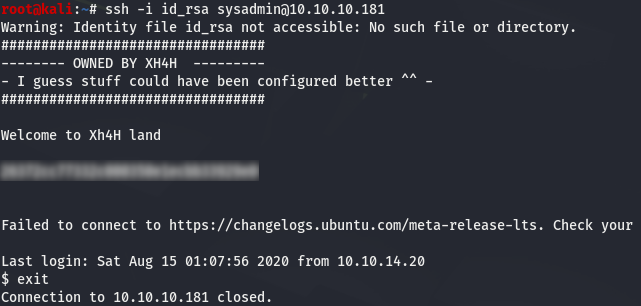 root@kali:~# ssh -i id_rsa sysadmin@10.10.10.181
Warning: Identity file id_rsa not accessible: No such file or directory.
#################################
-------- OWNED BY XH4H  ---------
- I guess stuff could have been configured better ^^ -
#################################
Welcome to Xh4H land
Failed to connect to https://changelogs.ubuntu.com/meta-release-lts. Check your
Last login: Sat Aug 15 01:07:56 2020 from 10.10.14.20
$ exit
Connection to 10.10.10.181 closed.